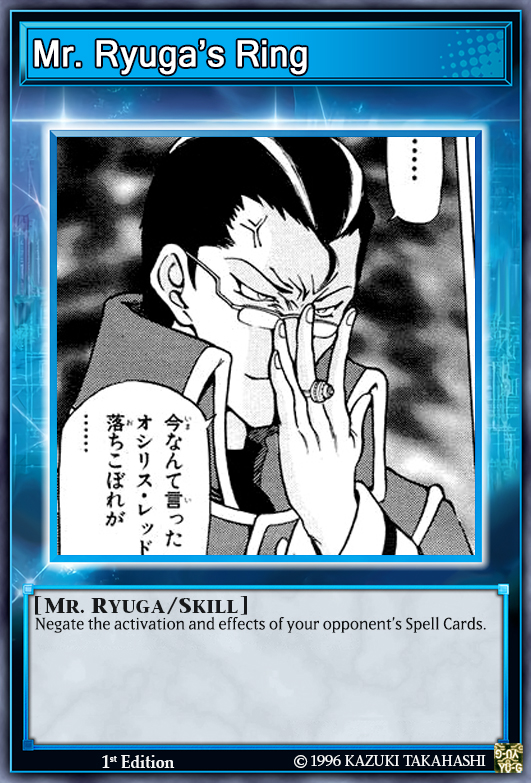 Mr. Ryuga's Ring
……
今なんて言った
オシリス・レッド
落ちこぼれが
……
[Mr. Ryuga/Skill]
Negate the activation and effects of your opponent's Spell Cards.
1st Edition
© 1996 KAZUKI TAKAHASHI